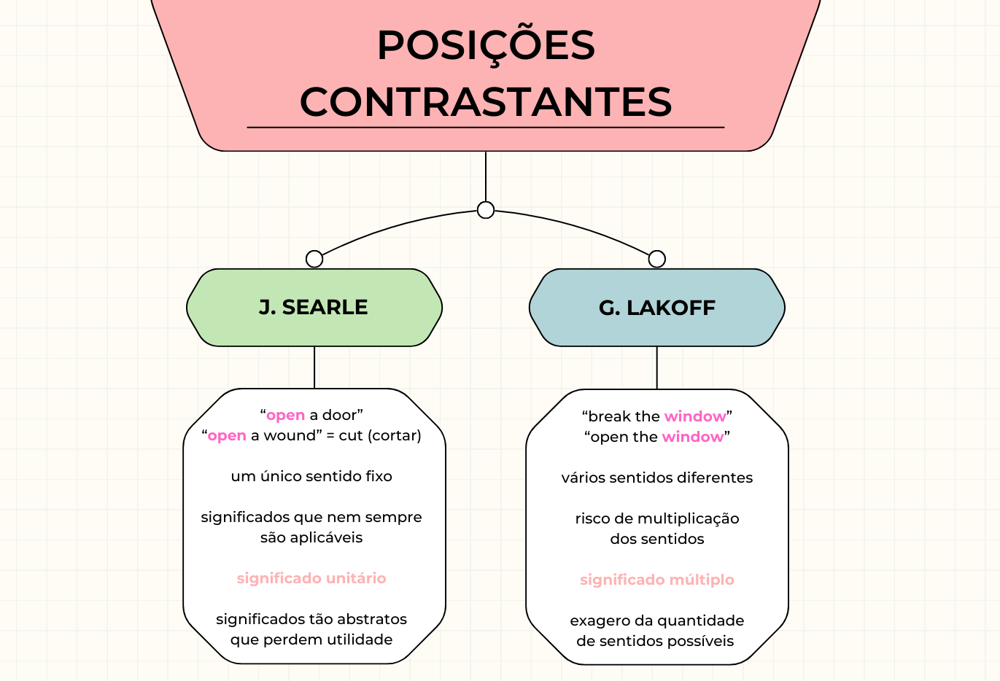 POSIÇÕES
CONTRASTANTES
J. SEARLE
“open a door”
“open a wound” = cut (cortar)
um único sentido fixo
significados que nem sempre
são aplicáveis
significado unitário
significados tão abstratos
que perdem utilidade
G. LAKOFF
“break the window”
“open the window”
vários sentidos diferentes
risco de multiplicação
dos sentidos
significado múltiplo
exagero da quantidade
de sentidos possíveis